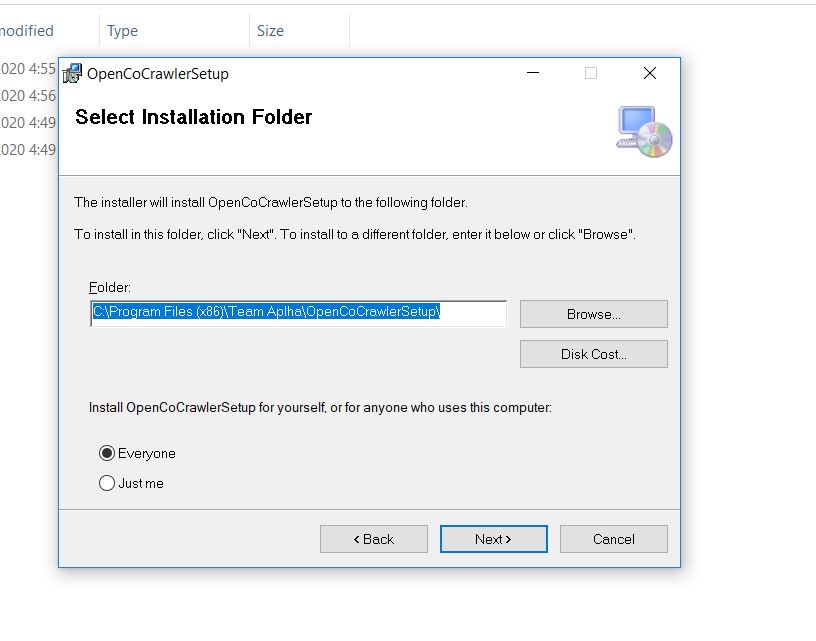 nodified Type Size
020 4:55
020 4:56
020 4:49
020 4:49
OpenCoCrawlerSetup
Select Installation Folder
The installer will install OpenCoCrawlerSetup to the following folder.
To install in this folder, click "Next". To install to a different folder, enter it below or click "Browse".
Folder:
C:\Program Files (x86)\Team Aplha\OpenCoCrawlerSetup\
Browse...
Disk Cost...
Install OpenCoCrawlerSetup for yourself, or for anyone who uses this computer:
Everyone
Just me
< Back Next > Cancel